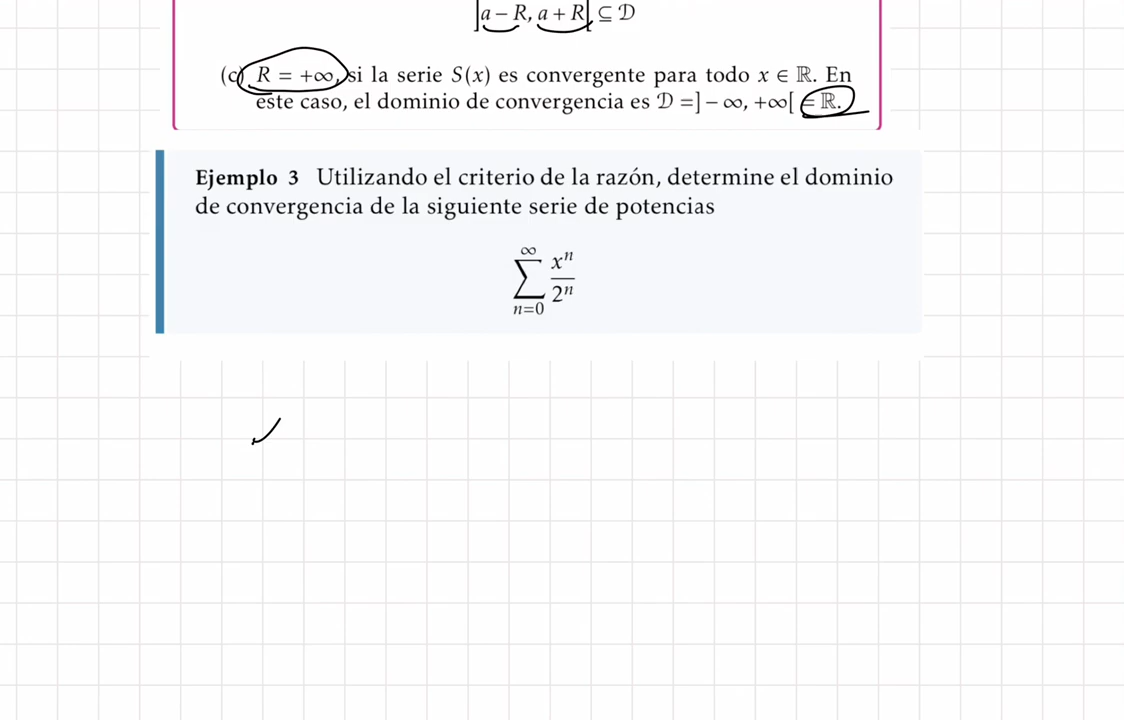 ]a − R, a + R[ ⊆ 𝒟
(c) R = +∞, si la serie S(x) es convergente para todo x ∈ ℝ. En
este caso, el dominio de convergencia es 𝒟 =] − ∞, +∞[ = ℝ.
Ejemplo 3 Utilizando el criterio de la razón, determine el dominio
de convergencia de la siguiente serie de potencias
∑_{n=0}^{∞} x^n / 2^n